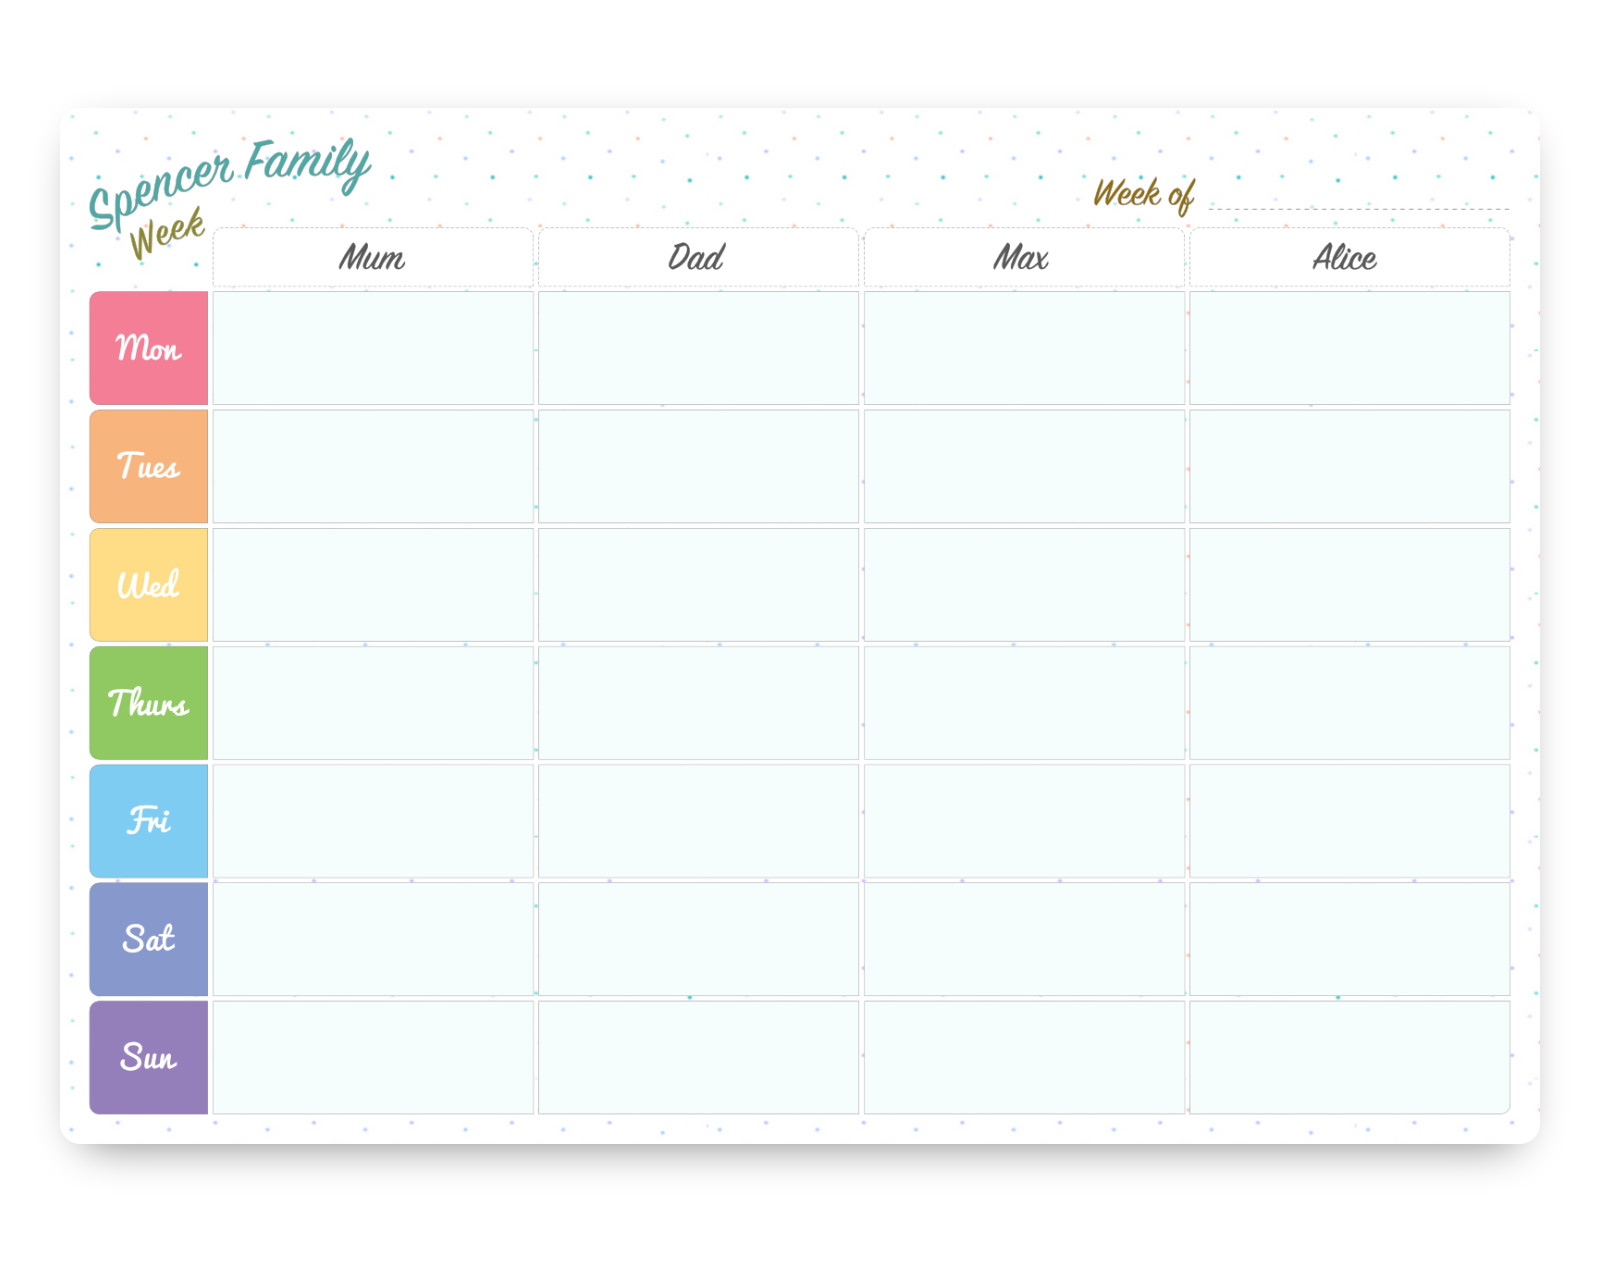 Spencer Family
Week
Week of
Mum Dad Max Alice
Mon
Tues
Wed
Thurs
Fri
Sat
Sun